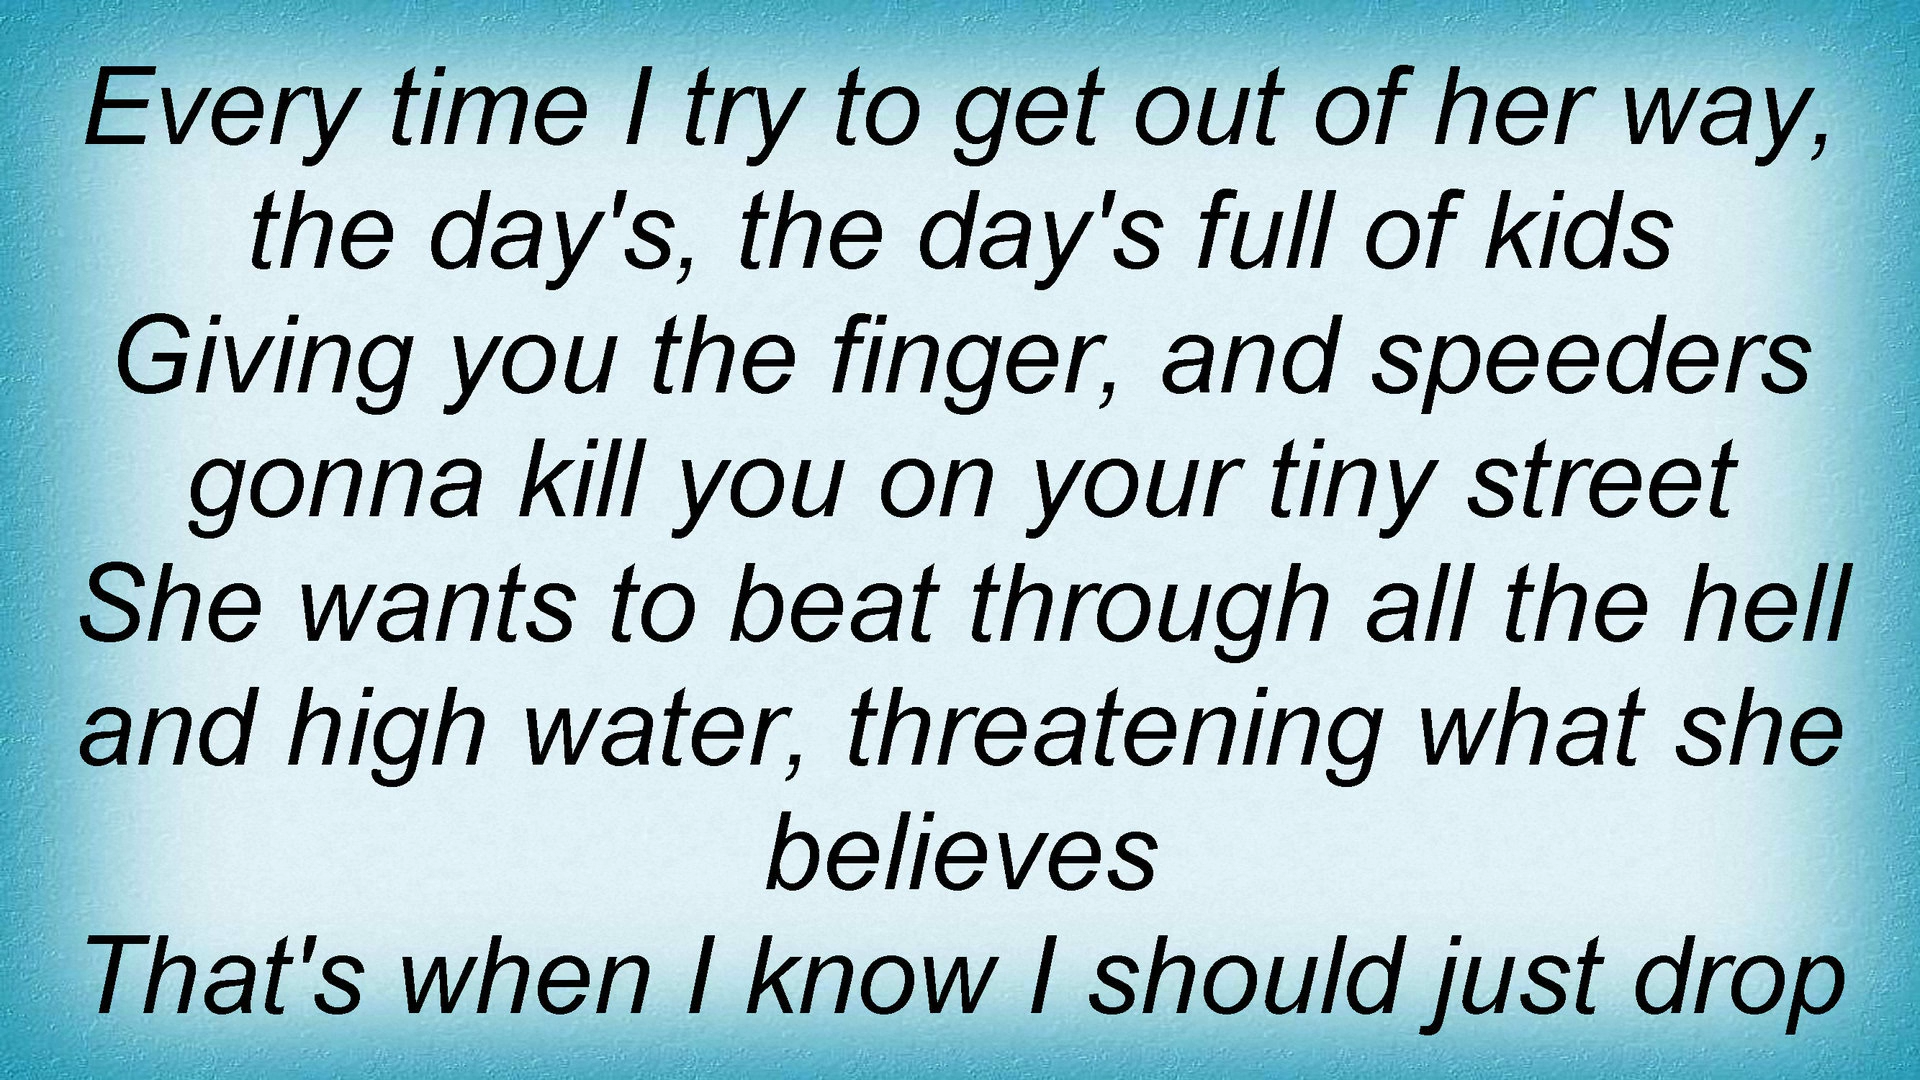 Every time I try to get out of her way,
the day's, the day's full of kids
Giving you the finger, and speeders
gonna kill you on your tiny street
She wants to beat through all the hell
and high water, threatening what she
believes
That's when I know I should just drop